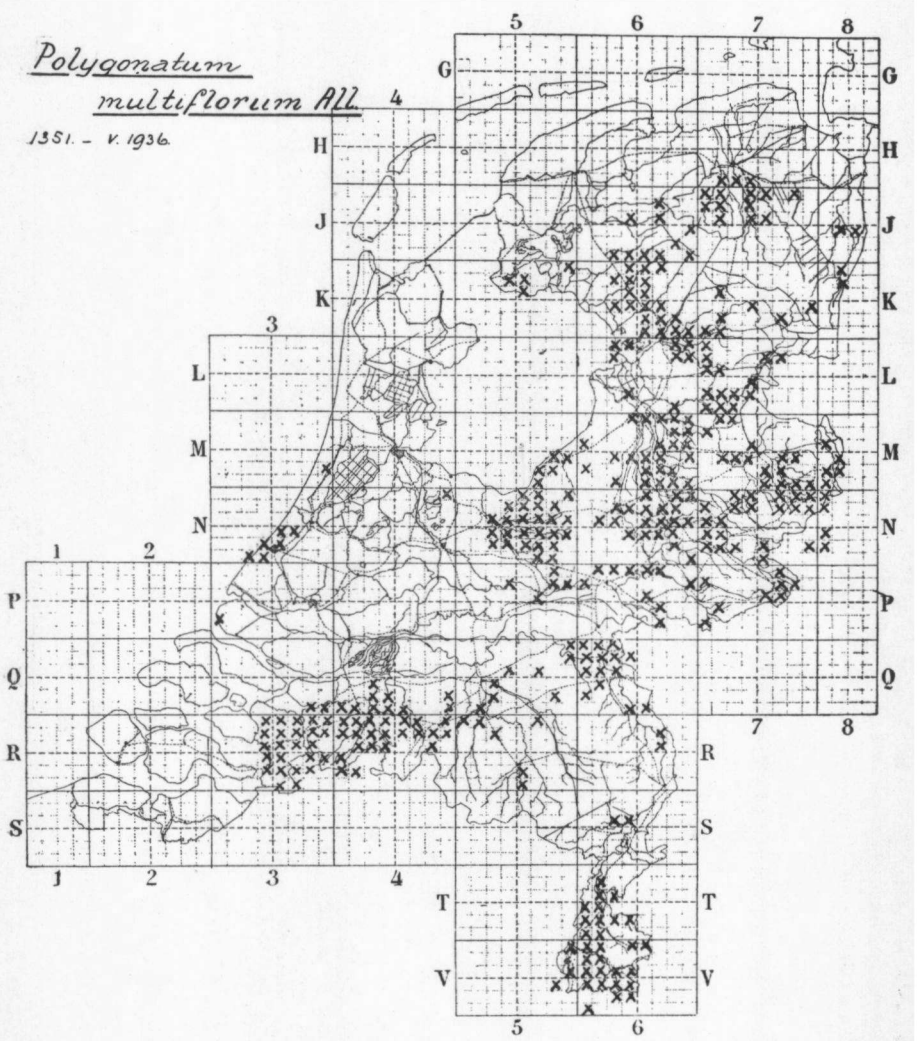 Polygonatum
multiflorum All.
1351. – V. 1936.
5 6 7 8
G G
4
H H
J J
K K
3
L L
M M
N N
1 2
P P
Q Q
7 8
R R
S S
1 2 3 4
T T
V V
5 6